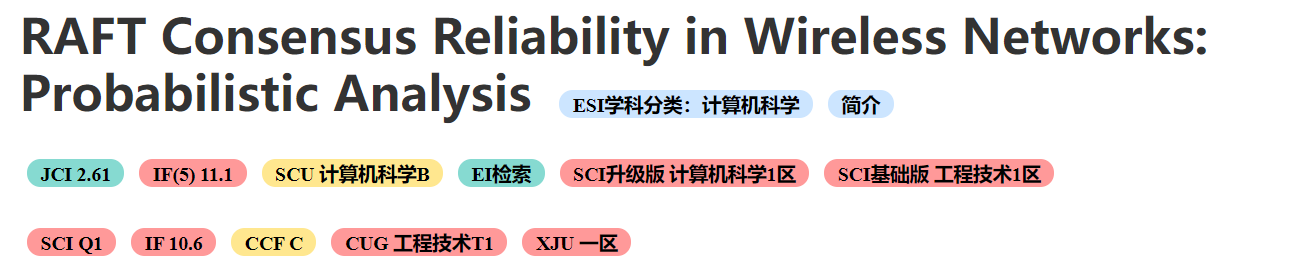 RAFT Consensus Reliability in Wireless Networks:
Probabilistic Analysis ESI学科分类：计算机科学 简介
JCI 2.61 IF(5) 11.1 SCU 计算机科学B EI检索 SCI升级版 计算机科学1区 SCI基础版 工程技术1区
SCI Q1 IF 10.6 CCF C CUG 工程技术T1 XJU 一区